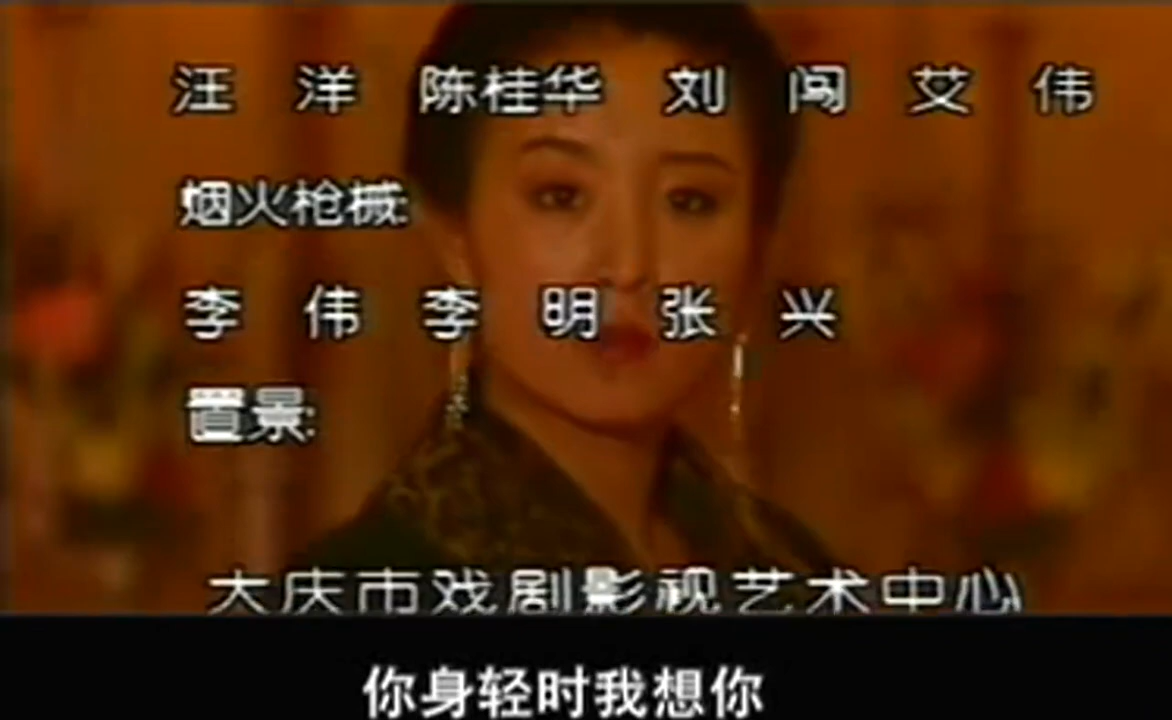 汪 洋 陈桂华 刘 闯 艾 伟
烟火枪械:
李 伟 李 明 张 兴
置景:
大庆市戏剧影视艺术中心
你身轻时我想你